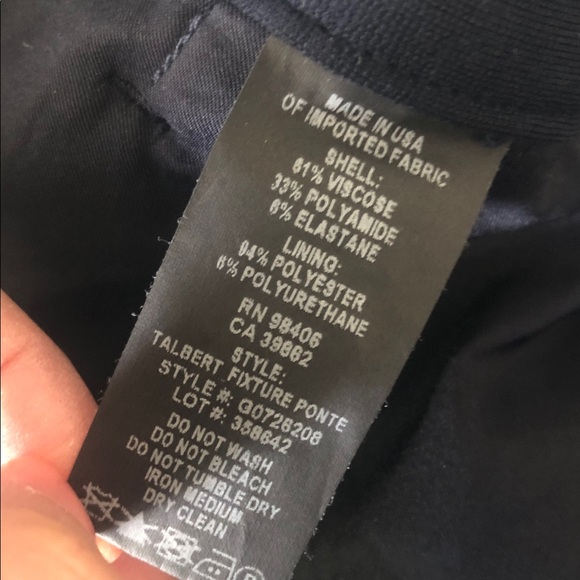 MADE IN USA
OF IMPORTED FABRIC
SHELL:
61% VISCOSE
33% POLYAMIDE
6% ELASTANE
LINING:
94% POLYESTER
6% POLYURETHANE
RN 98406
CA 39662
STYLE:
TALBERT FIXTURE PONTE
STYLE #: G0726208
LOT #: 358642
DO NOT WASH
DO NOT BLEACH
DO NOT TUMBLE DRY
IRON MEDIUM
DRY CLEAN